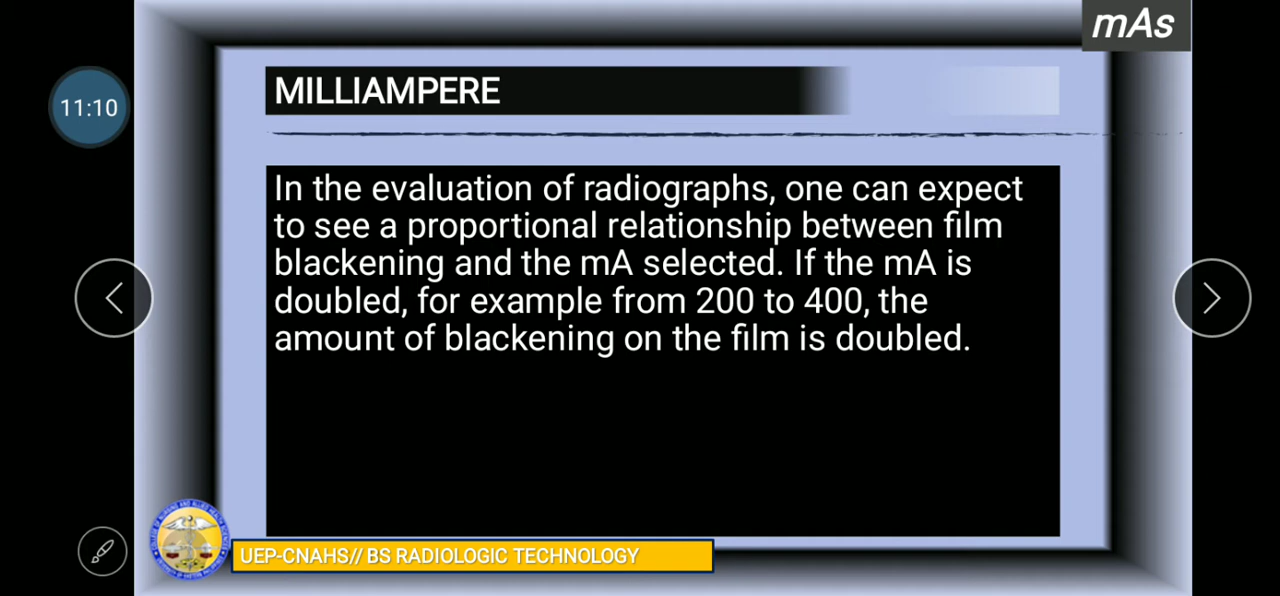 mAs
11:10
MILLIAMPERE
In the evaluation of radiographs, one can expect
to see a proportional relationship between film
blackening and the mA selected. If the mA is
doubled, for example from 200 to 400, the
amount of blackening on the film is doubled.
UEP-CNAHS// BS RADIOLOGIC TECHNOLOGY